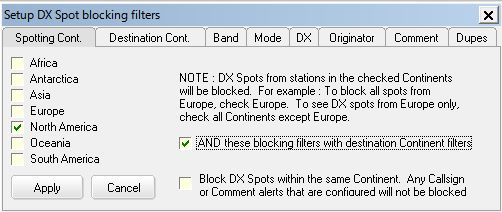 Setup DX Spot blocking filters
Spotting Cont.
Destination Cont.
Band
Mode
DX
Originator
Comment
Dupes
Africa
Antarctica
Asia
Europe
North America
Oceania
South America
Apply
Cancel
NOTE : DX Spots from stations in the checked Continents
will be blocked. For example : To block all spots from
Europe, check Europe. To see DX spots from Europe only,
check all Continents except Europe.
AND these blocking filters with destination Continent filters
Block DX Spots within the same Continent. Any Callsign
or Comment alerts that are configured will not be blocked